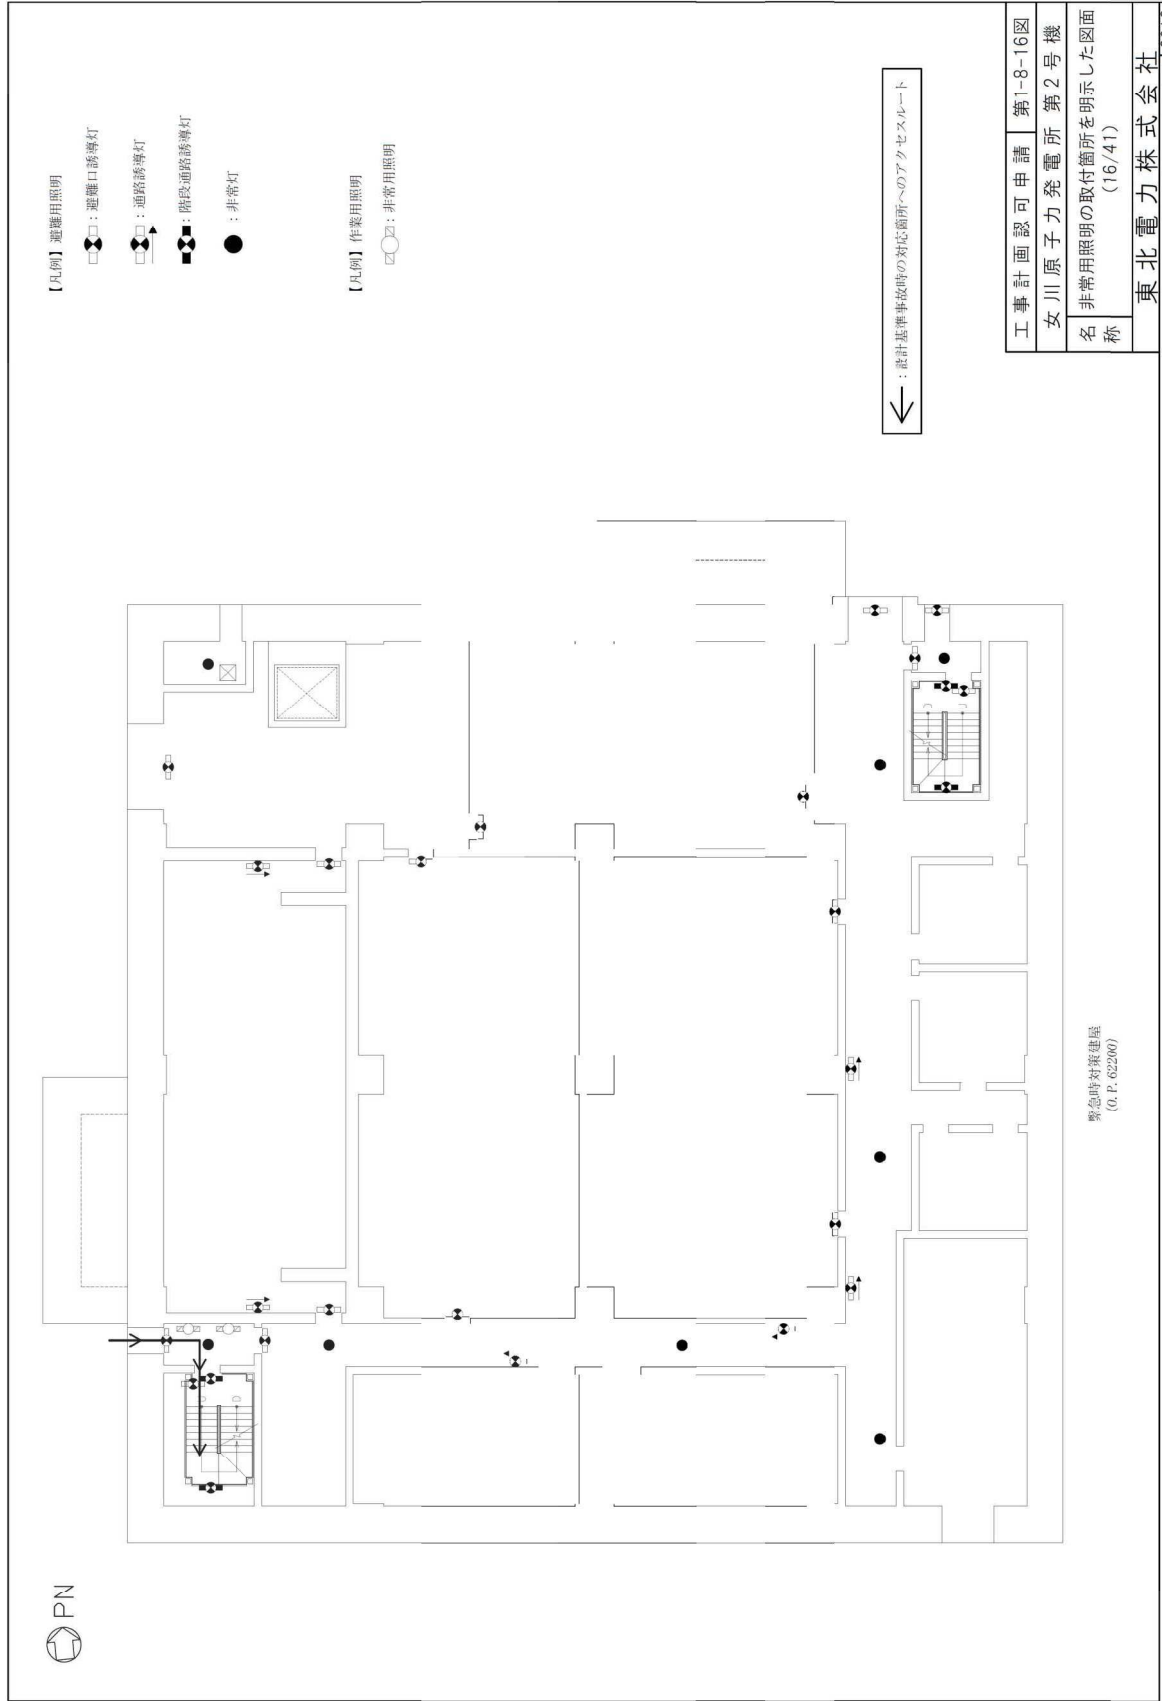 【凡例】避難用照明
：避難口誘導灯
：通路誘導灯
：階段通路誘導灯
：非常灯
【凡例】作業用照明
：非常用照明
：設計基準事故時の対応箇所へのアクセスルート
PN
緊急時対策建屋
(O.P. 62200)
工事計画認可申請 第1-8-16図
女川原子力発電所 第2号機
名称 非常用照明の取付箇所を明示した図面
(16/41)
東北電力株式会社